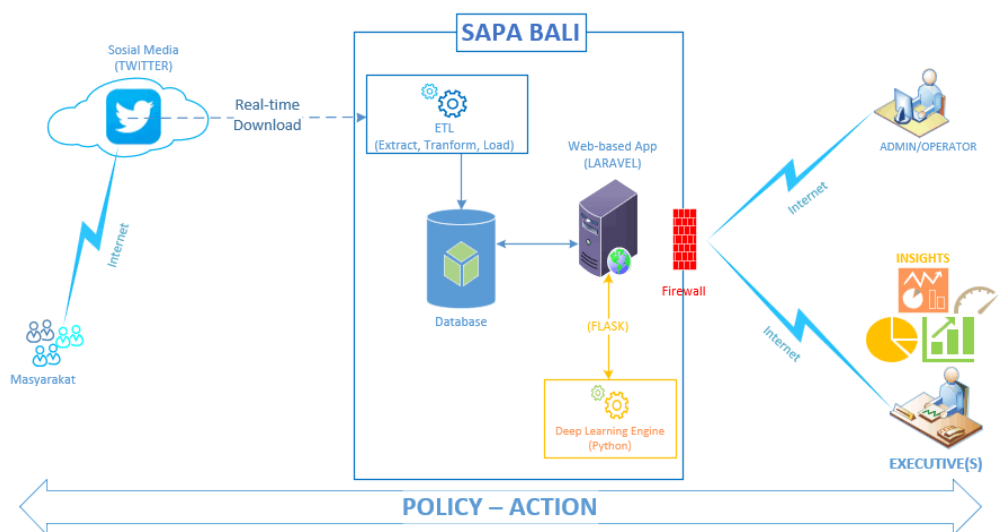 SAPA BALI
Sosial Media
(TWITTER)
Real-time
Download
ETL
(Extract, Tranform, Load)
Web-based App
(LARAVEL)
ADMIN/OPERATOR
Internet
Internet
Database
Firewall
INSIGHTS
(FLASK)
Internet
Masyarakat
Deep Learning Engine
(Python)
EXECUTIVE(S)
POLICY – ACTION